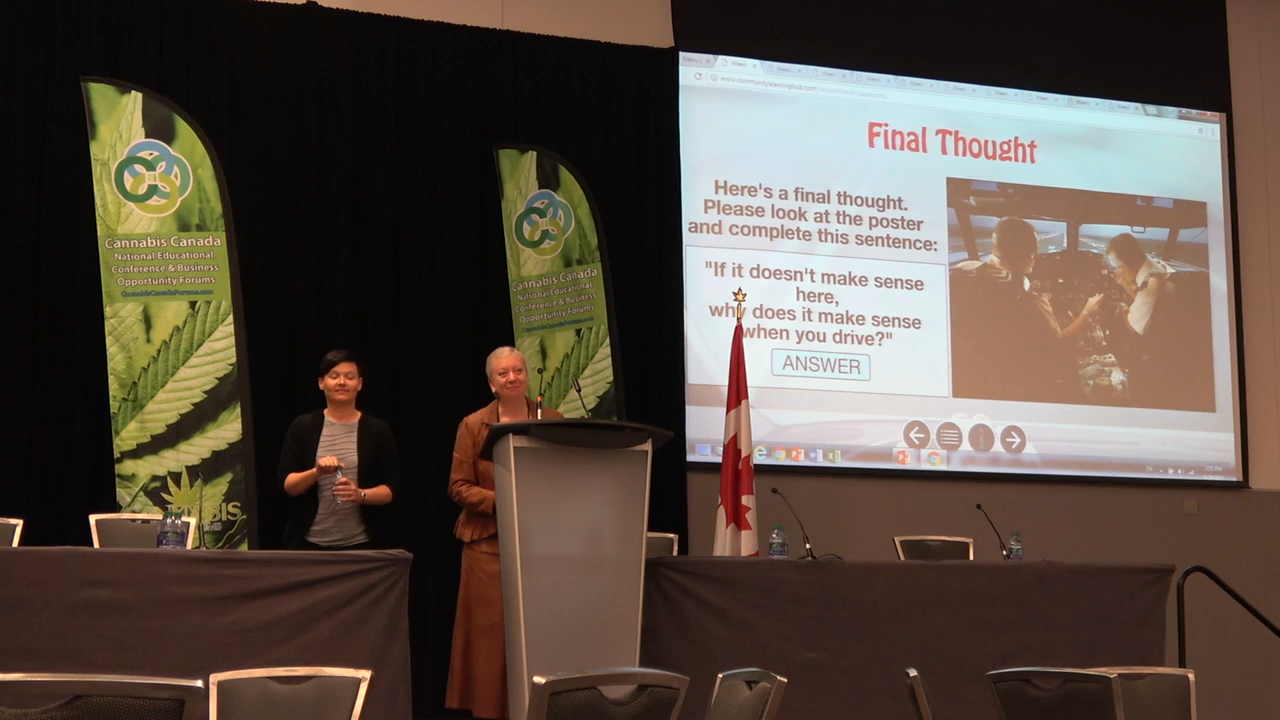 Cannabis Canada
National Educational
Conference & Business
Opportunity Forums
CannabisCanadaForums.com
Cannabis Canada
National Educational
Conference & Business
Opportunity Forums
Final Thought
Here's a final thought.
Please look at the poster
and complete this sentence:
"If it doesn't make sense
here,
why does it make sense
when you drive?"
ANSWER